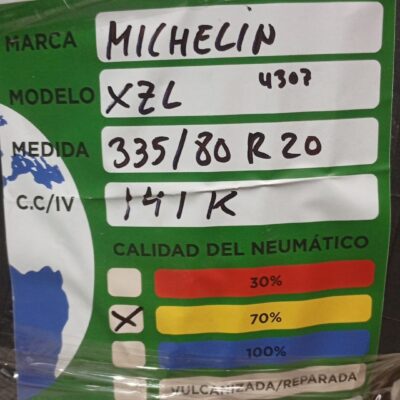 MARCA MICHELIN
MODELO XZL 4307
MEDIDA 335/80 R 20
C.C/IV 141 K
CALIDAD DEL NEUMÁTICO
30%
X 70%
100%
VULCANIZADA/REPARADA